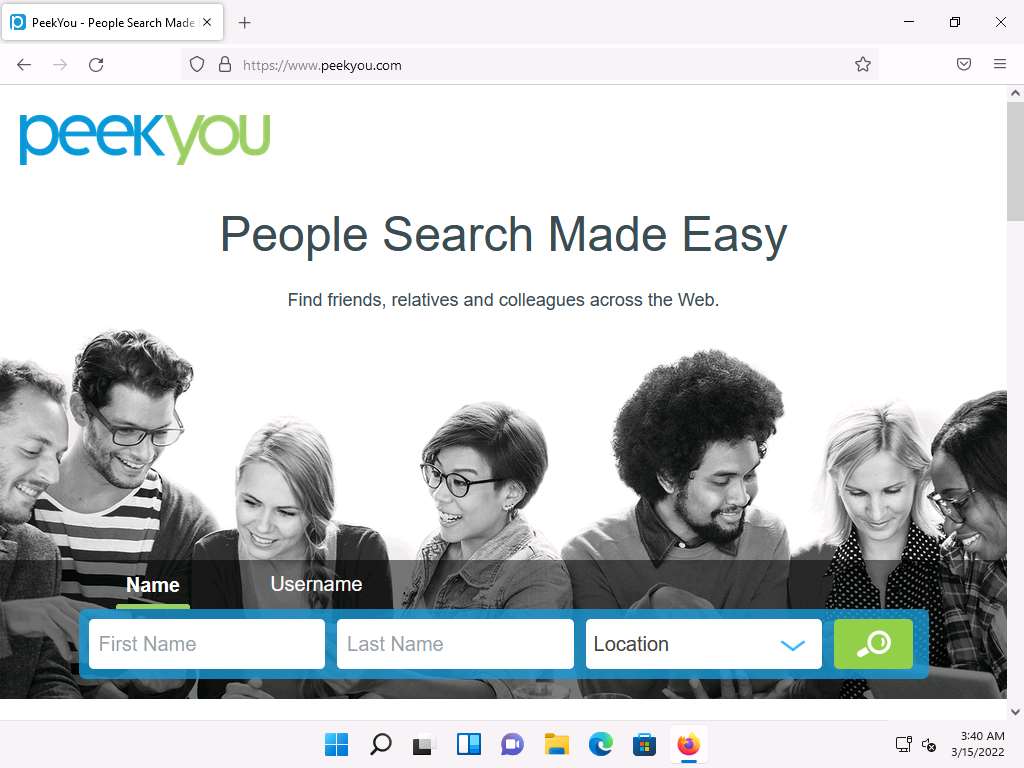 PeekYou - People Search Made
https://www.peekyou.com
peekyou
People Search Made Easy
Find friends, relatives and colleagues across the Web.
Name
Username
First Name
Last Name
Location
3:40 AM
3/15/2022